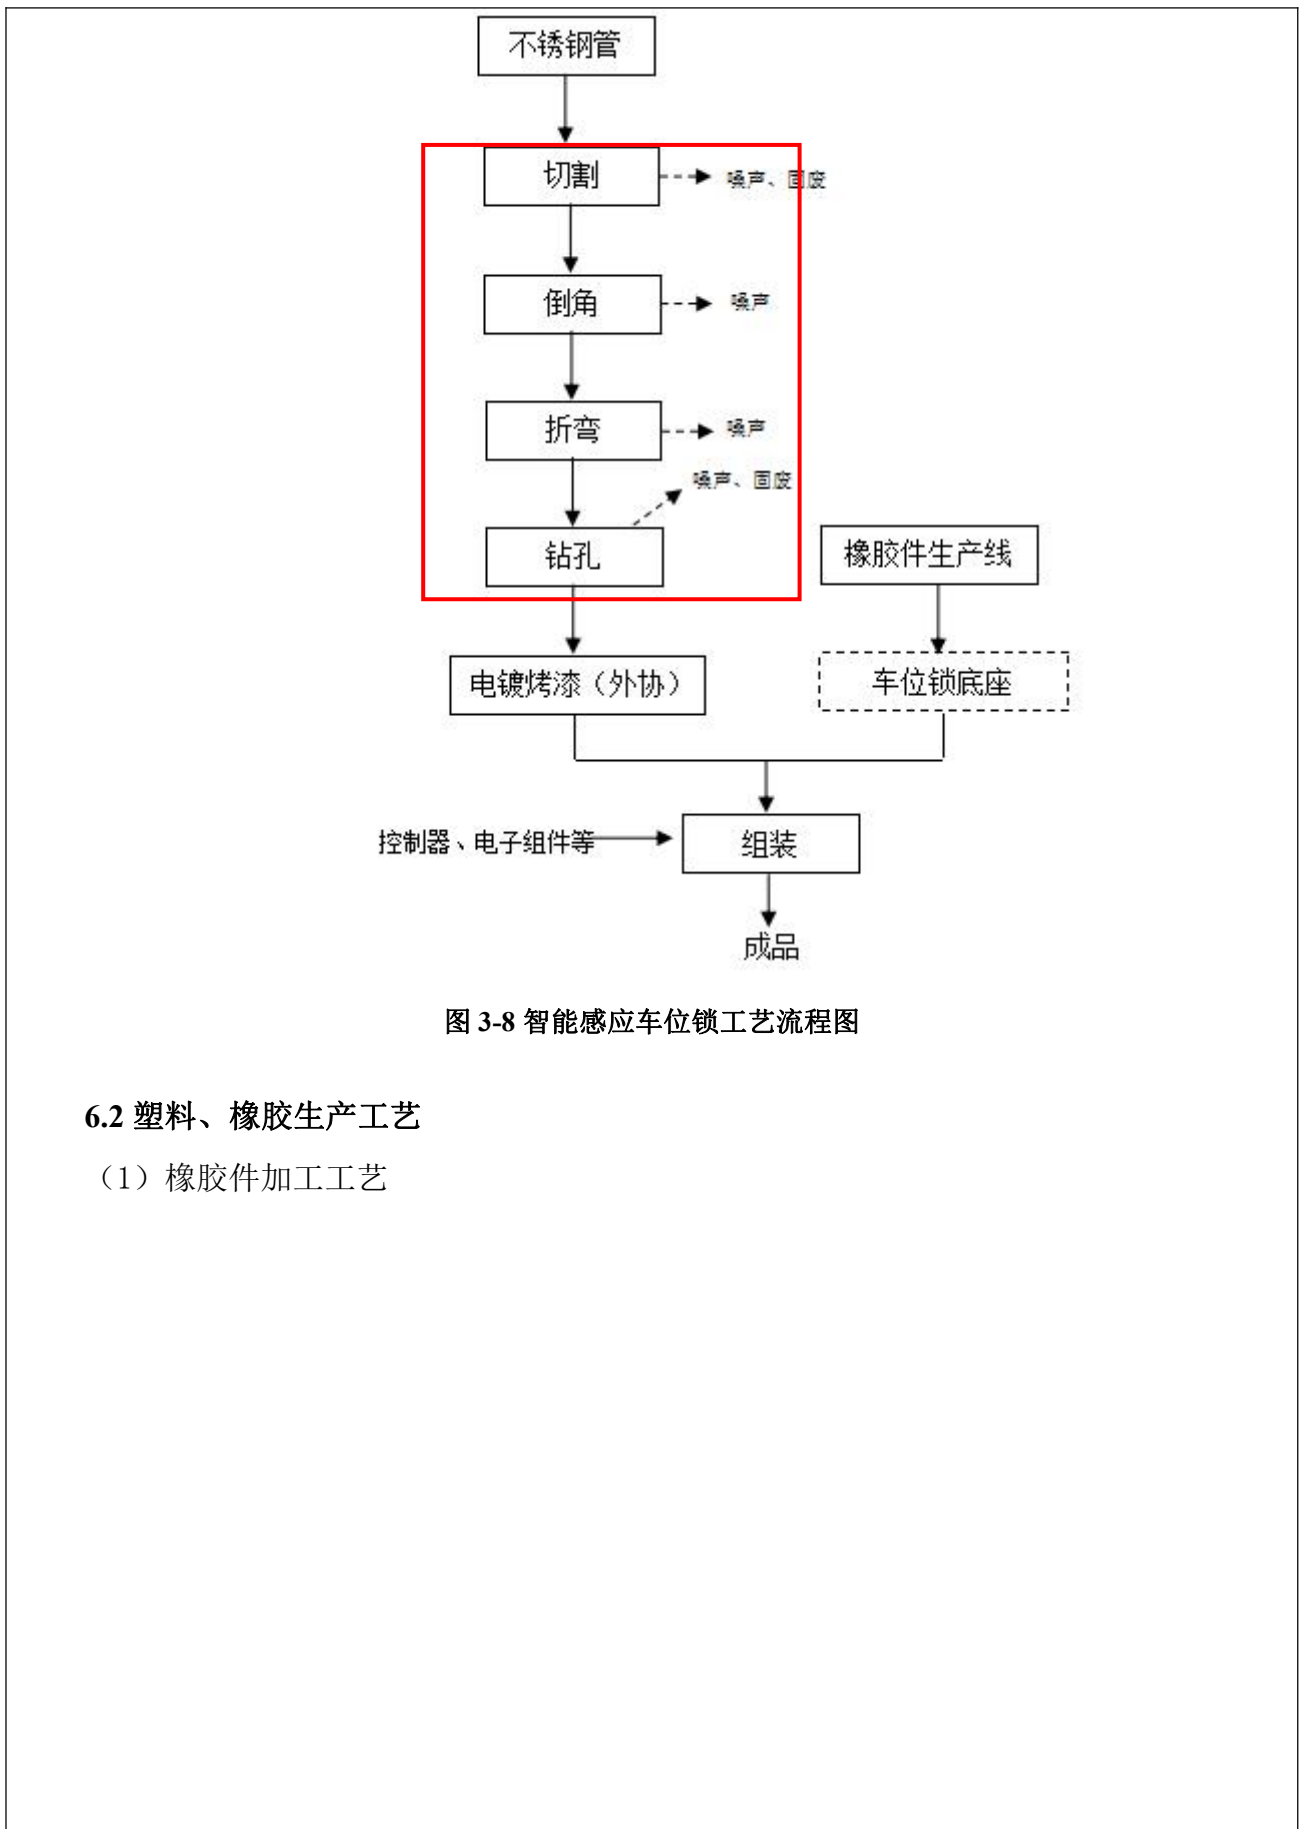 不锈钢管
切割
噪声、固废
倒角
噪声
折弯
噪声
噪声、固废
钻孔
橡胶件生产线
电镀烤漆（外协）
车位锁底座
控制器、电子组件等
组装
成品
图 3-8 智能感应车位锁工艺流程图
6.2 塑料、橡胶生产工艺
（1）橡胶件加工工艺